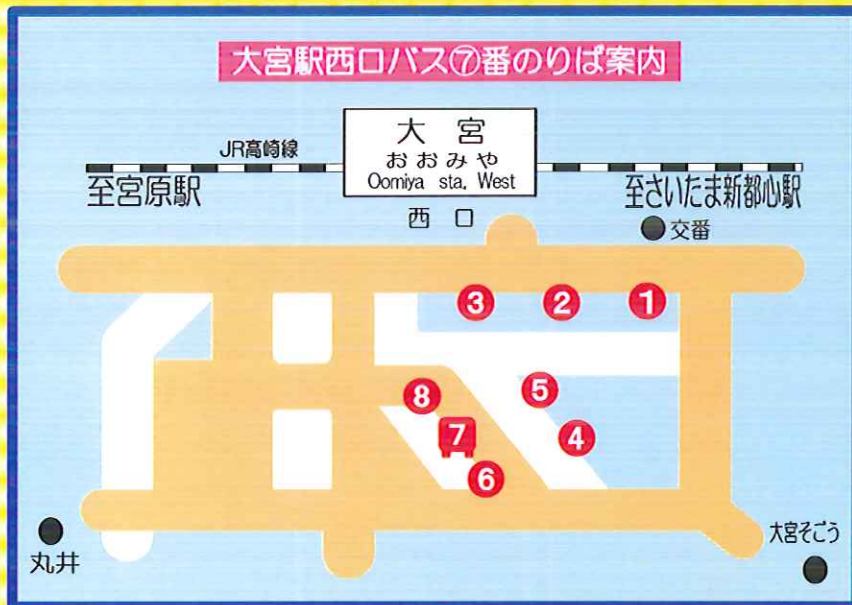 大宮駅西口バス⑦番のりば案内
大宮
おおみや
Oomiya sta, West
JR高崎線
至宮原駅
至さいたま新都心駅
西口
交番
3
2
1
5
8
4
7
6
大宮そごう
丸井